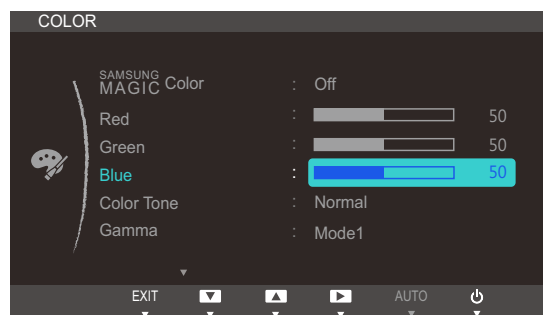 COLOR
SAMSUNG MAGIC Color : Off
Red : 50
Green : 50
Blue : 50
Color Tone : Normal
Gamma : Mode1
EXIT AUTO